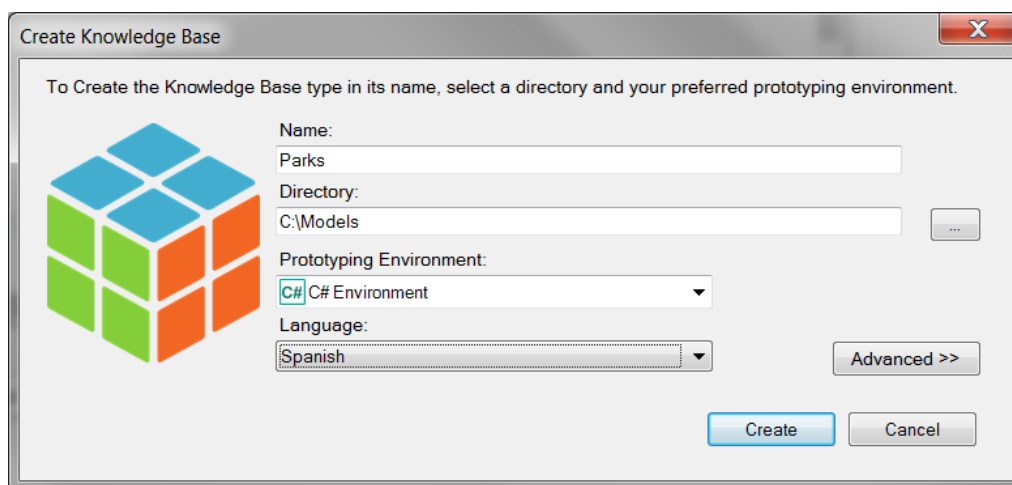 Create Knowledge Base
X
To Create the Knowledge Base type in its name, select a directory and your preferred prototyping environment.
Name:
Parks
Directory:
C:\Models
...
Prototyping Environment:
C# C# Environment
Language:
Spanish
Advanced >>
Create
Cancel